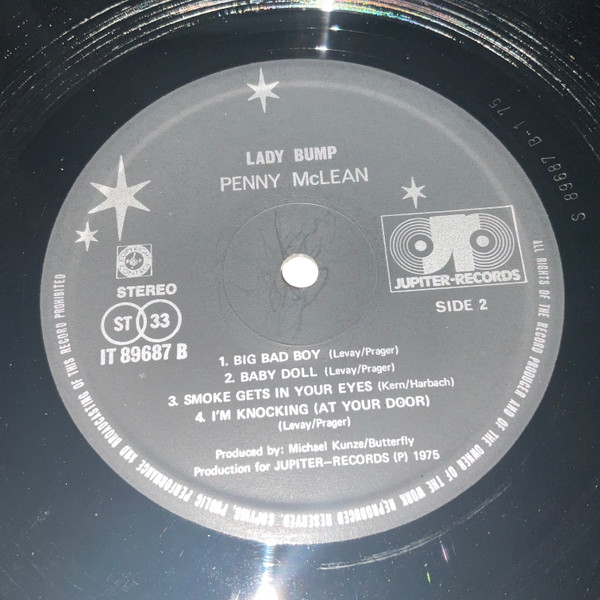 LADY BUMP
PENNY McLEAN
JUPITER-RECORDS
STEREO
ST 33
IT 89687 B
SIDE 2
1. BIG BAD BOY (Levay/Prager)
2. BABY DOLL (Levay/Prager)
3. SMOKE GETS IN YOUR EYES (Kern/Harbach)
4. I'M KNOCKING (AT YOUR DOOR)
(Levay/Prager)
Produced by: Michael Kunze/Butterfly
Production for JUPITER-RECORDS (P) 1975
ALL RIGHTS OF THE RECORD PRODUCER AND OF THE OWNER OF THE WORK REPRODUCED RESERVED. COPYING, PUBLIC PERFORMANCE AND BROADCASTING OF THIS RECORD PROHIBITED
S 89687 B-1 75